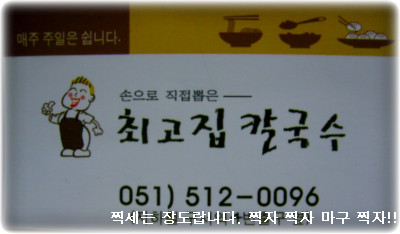 매주 주일은 쉽니다.
손으로 직접뽑은
최고집 칼국수
051) 512-0096
찍세는 장도랍니다. 찍자 찍자 마구 찍자!!